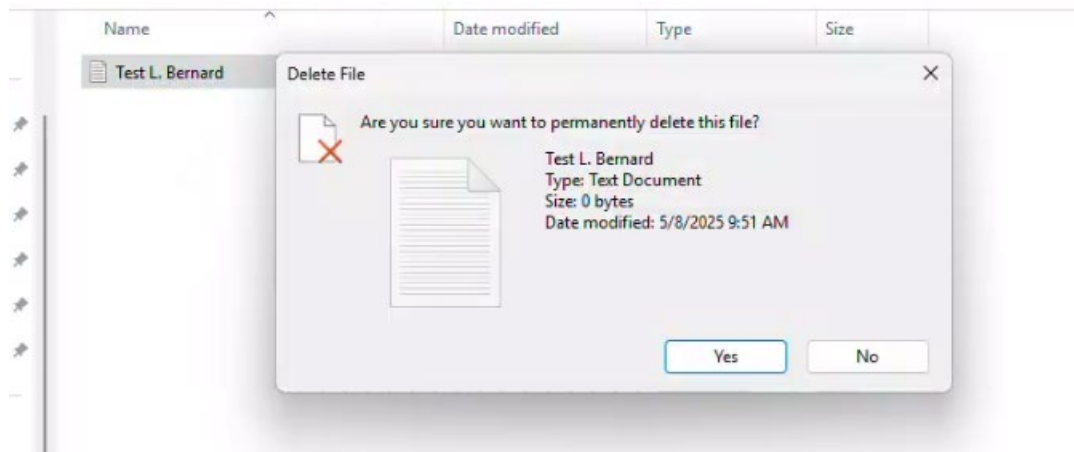 Name Date modified Type Size
Test L. Bernard
Delete File
Are you sure you want to permanently delete this file?
Test L. Bernard
Type: Text Document
Size: 0 bytes
Date modified: 5/8/2025 9:51 AM
Yes No